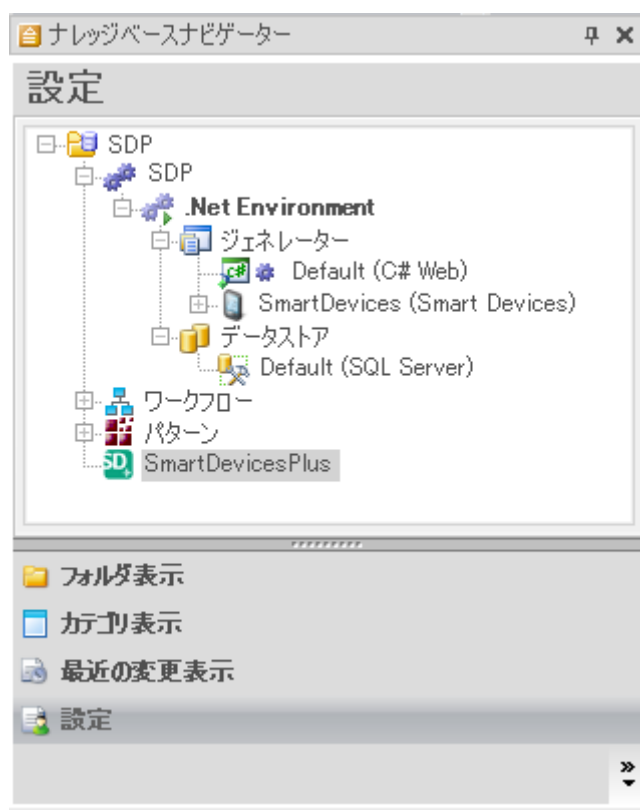 ナレッジベースナビゲーター
設定
SDP
SDP
.Net Environment
ジェネレーター
Default (C# Web)
SmartDevices (Smart Devices)
データストア
Default (SQL Server)
ワークフロー
パターン
SmartDevicesPlus
フォルダ表示
カテゴリ表示
最近の変更表示
設定